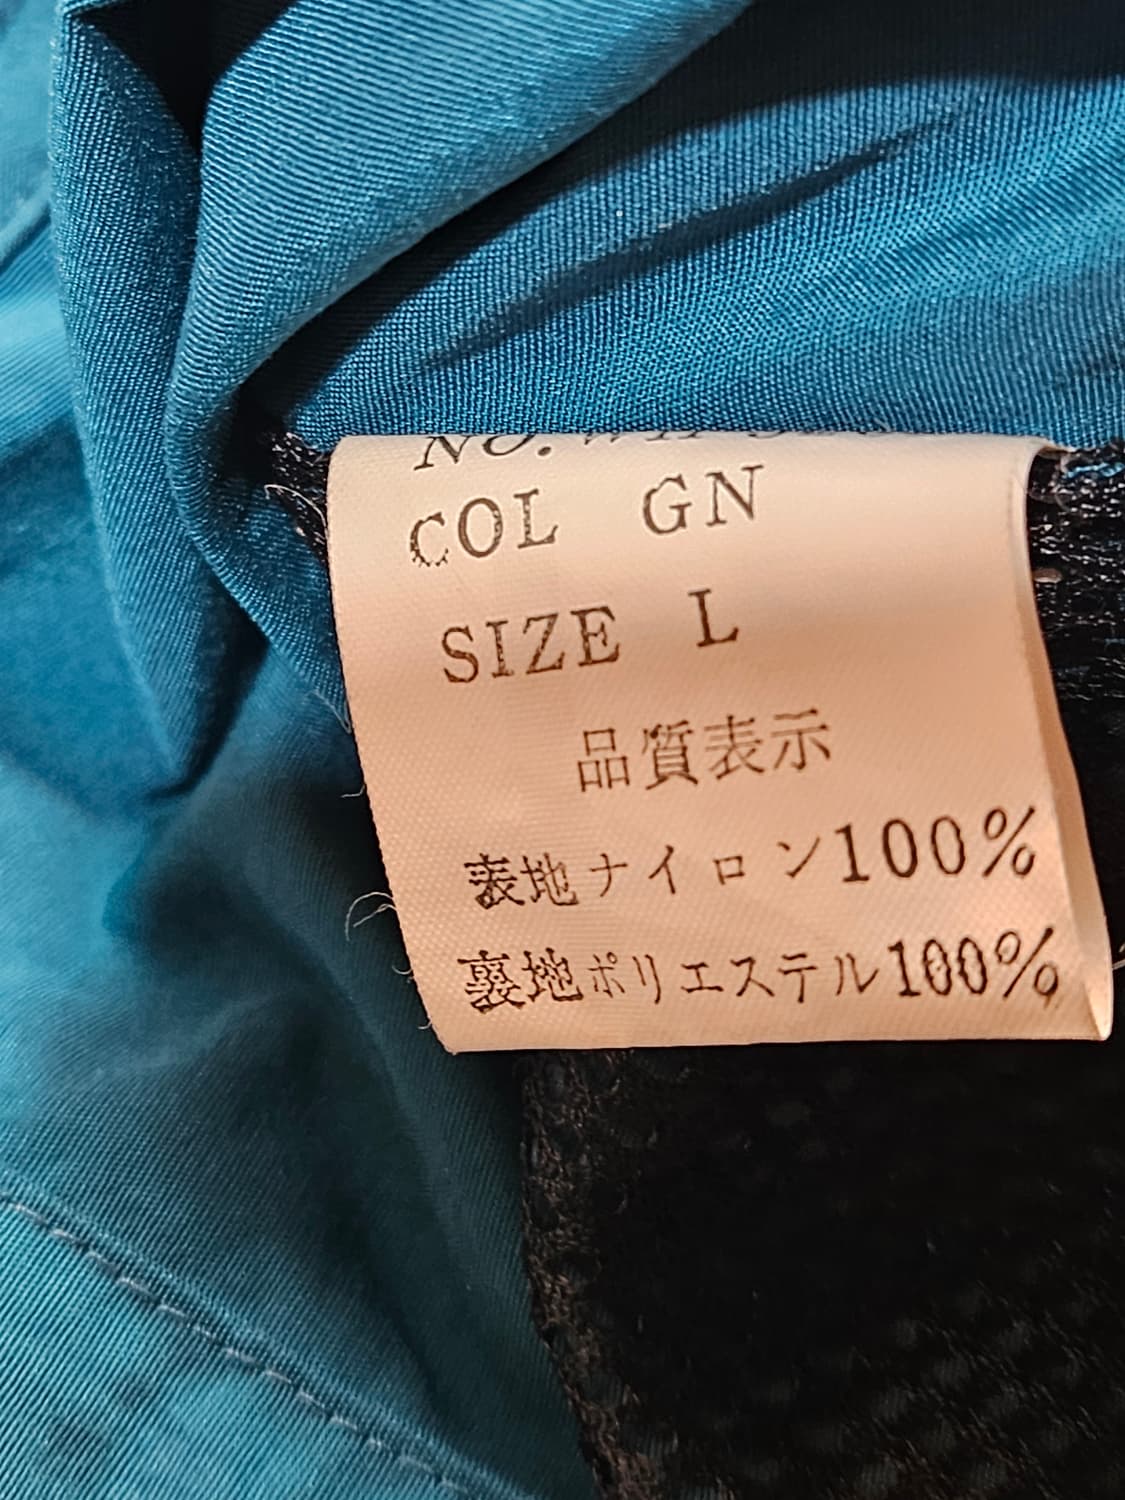 NO.
COL GN
SIZE L
品質表示
表地ナイロン100%
裏地ポリエステル100%